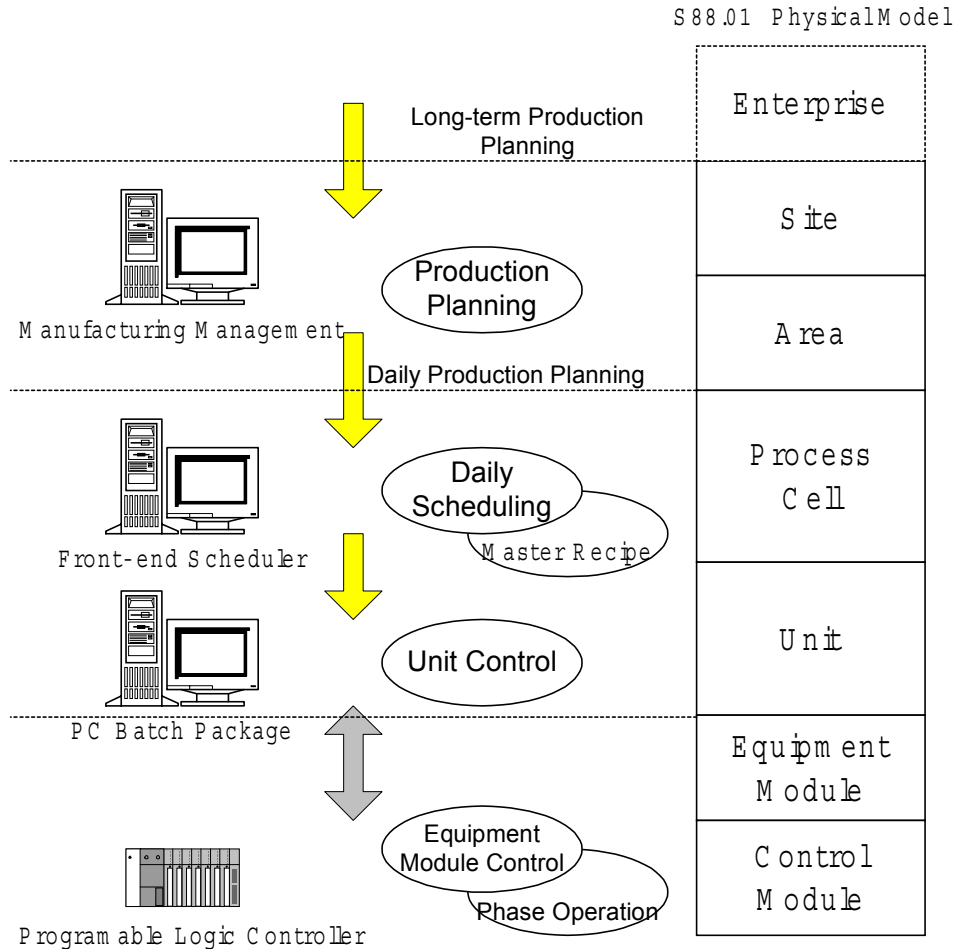 S88.01 Physical Model
Enterprise
Long-term Production
Planning
Site
Production
Planning
Manufacturing Management
Area
Daily Production Planning
Process
Cell
Daily
Scheduling
Master Recipe
Front-end Scheduler
Unit
Unit Control
PC Batch Package
Equipment
Module
Equipment
Module Control
Control
Module
Phase Operation
Programable Logic Controller